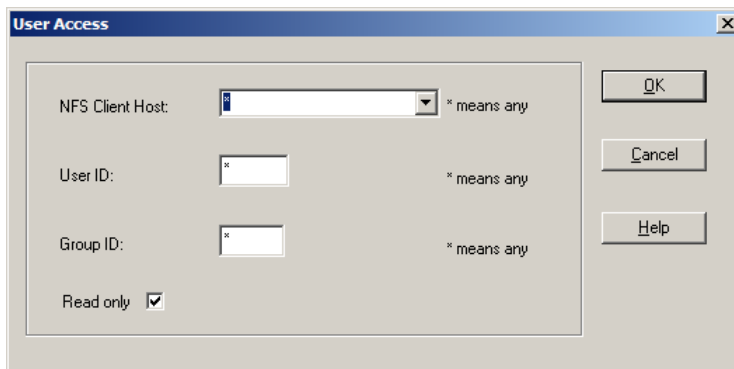 User Access
NFS Client Host: * * means any
User ID: * * means any
Group ID: * * means any
Read only
OK
Cancel
Help